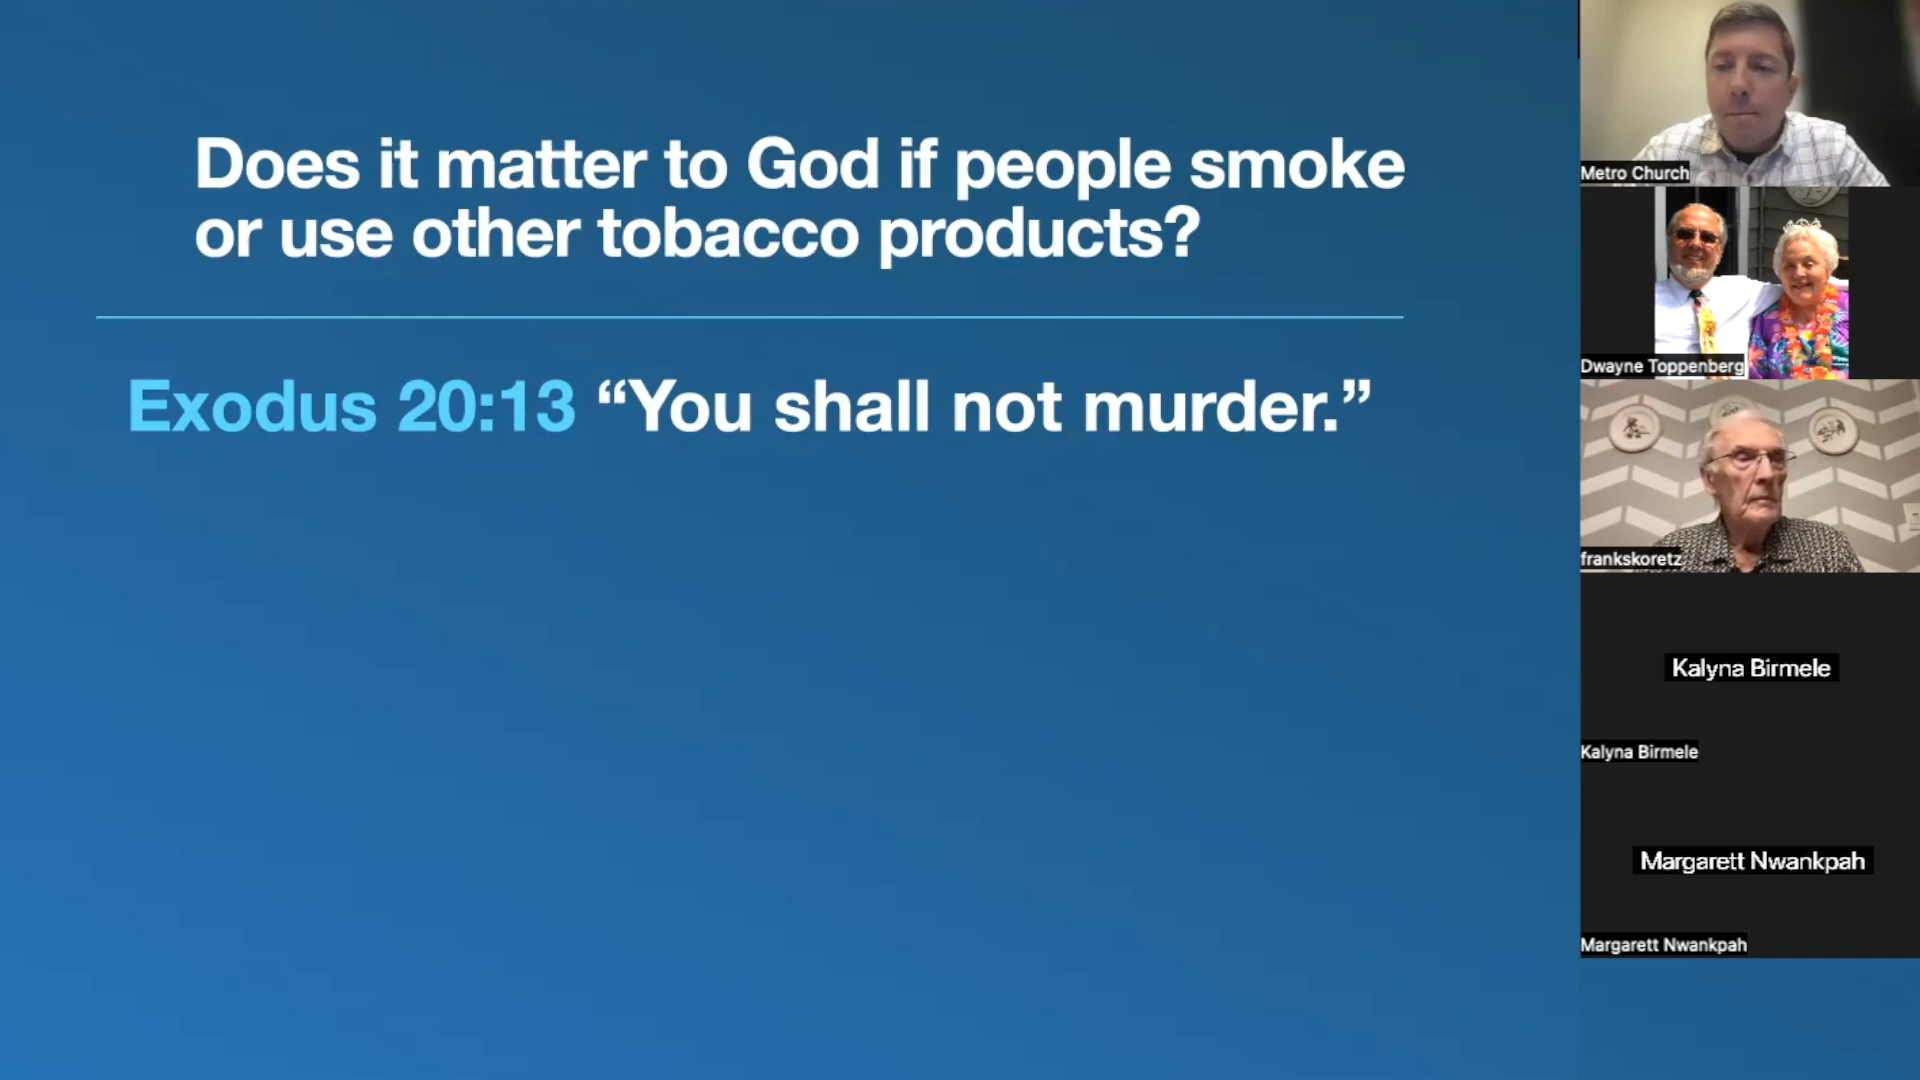 Does it matter to God if people smoke
or use other tobacco products?
Exodus 20:13 “You shall not murder.”
Metro Church
Dwayne Toppenberg
frankskoretz
Kalyna Birmele
Kalyna Birmele
Margarett Nwankpah
Margarett Nwankpah